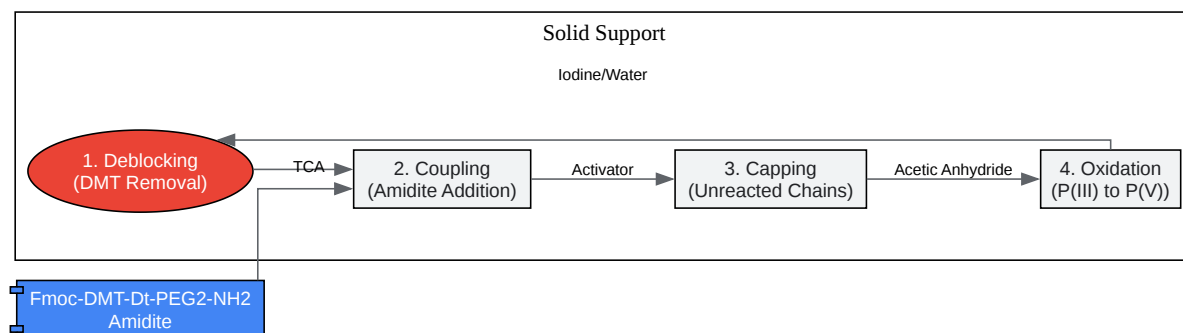 Solid Support
Iodine/Water
1. Deblocking
(DMT Removal)
TCA
2. Coupling
(Amidite Addition)
Activator
3. Capping
(Unreacted Chains)
Acetic Anhydride
4. Oxidation
(P(III) to P(V))
Fmoc-DMT-Dt-PEG2-NH2
Amidite